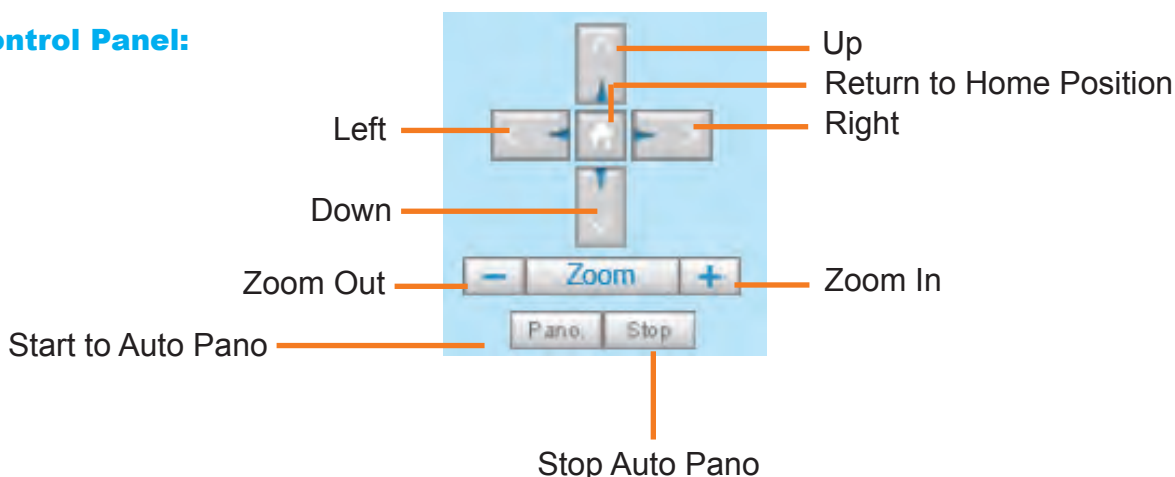 ontrol Panel:
Up
Return to Home Position
Left
Right
Down
Zoom Out
Zoom
Zoom In
Start to Auto Pano
Pano.
Stop
Stop Auto Pano